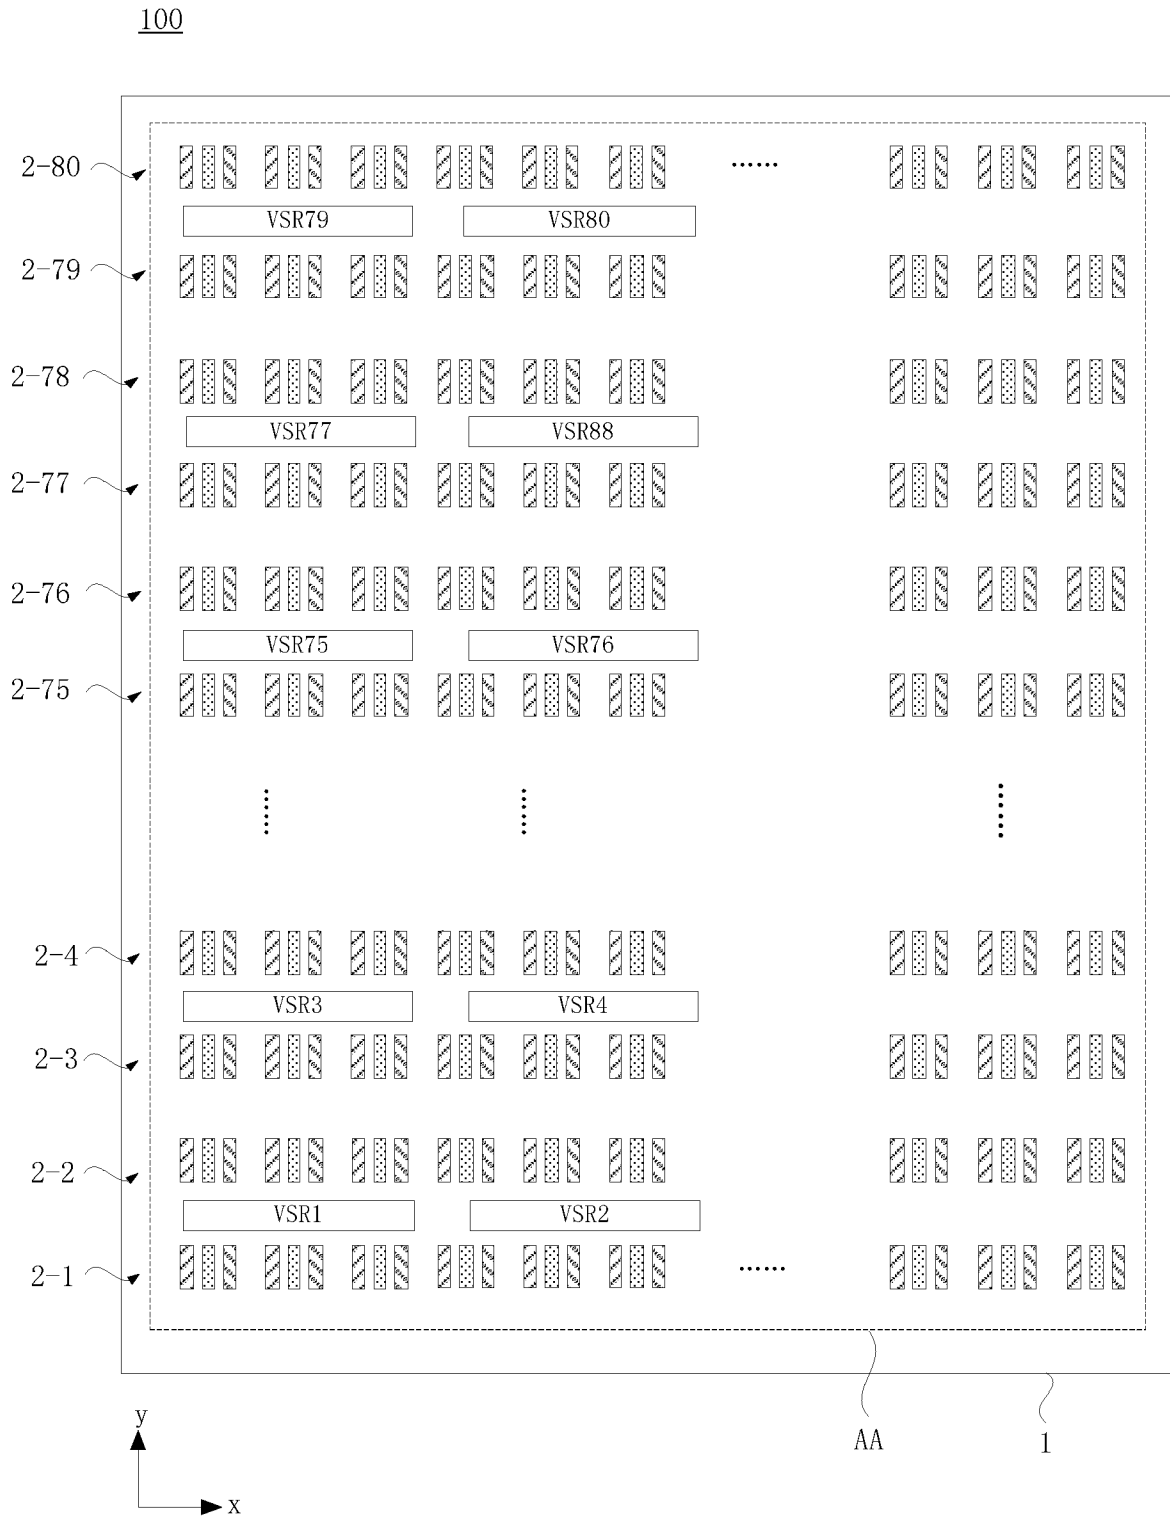 100
2-80
VSR79 VSR80
2-79
2-78
VSR77 VSR88
2-77
2-76
VSR75 VSR76
2-75
2-4
VSR3 VSR4
2-3
2-2
VSR1 VSR2
2-1
AA 1
y
x